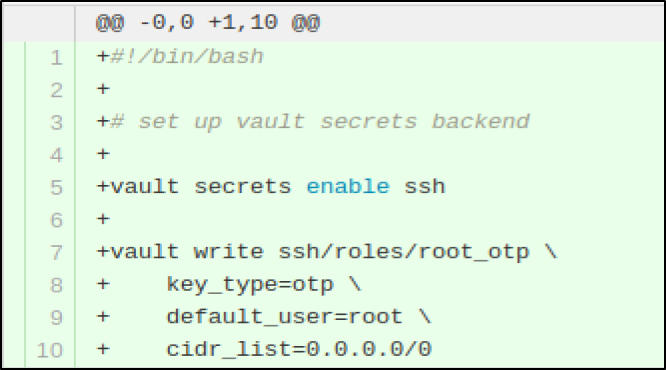 @@ -0,0 +1,10 @@
1 +#!/bin/bash
2 +
3 +# set up vault secrets backend
4 +
5 +vault secrets enable ssh
6 +
7 +vault write ssh/roles/root_otp \
8 +    key_type=otp \
9 +    default_user=root \
10 +    cidr_list=0.0.0.0/0